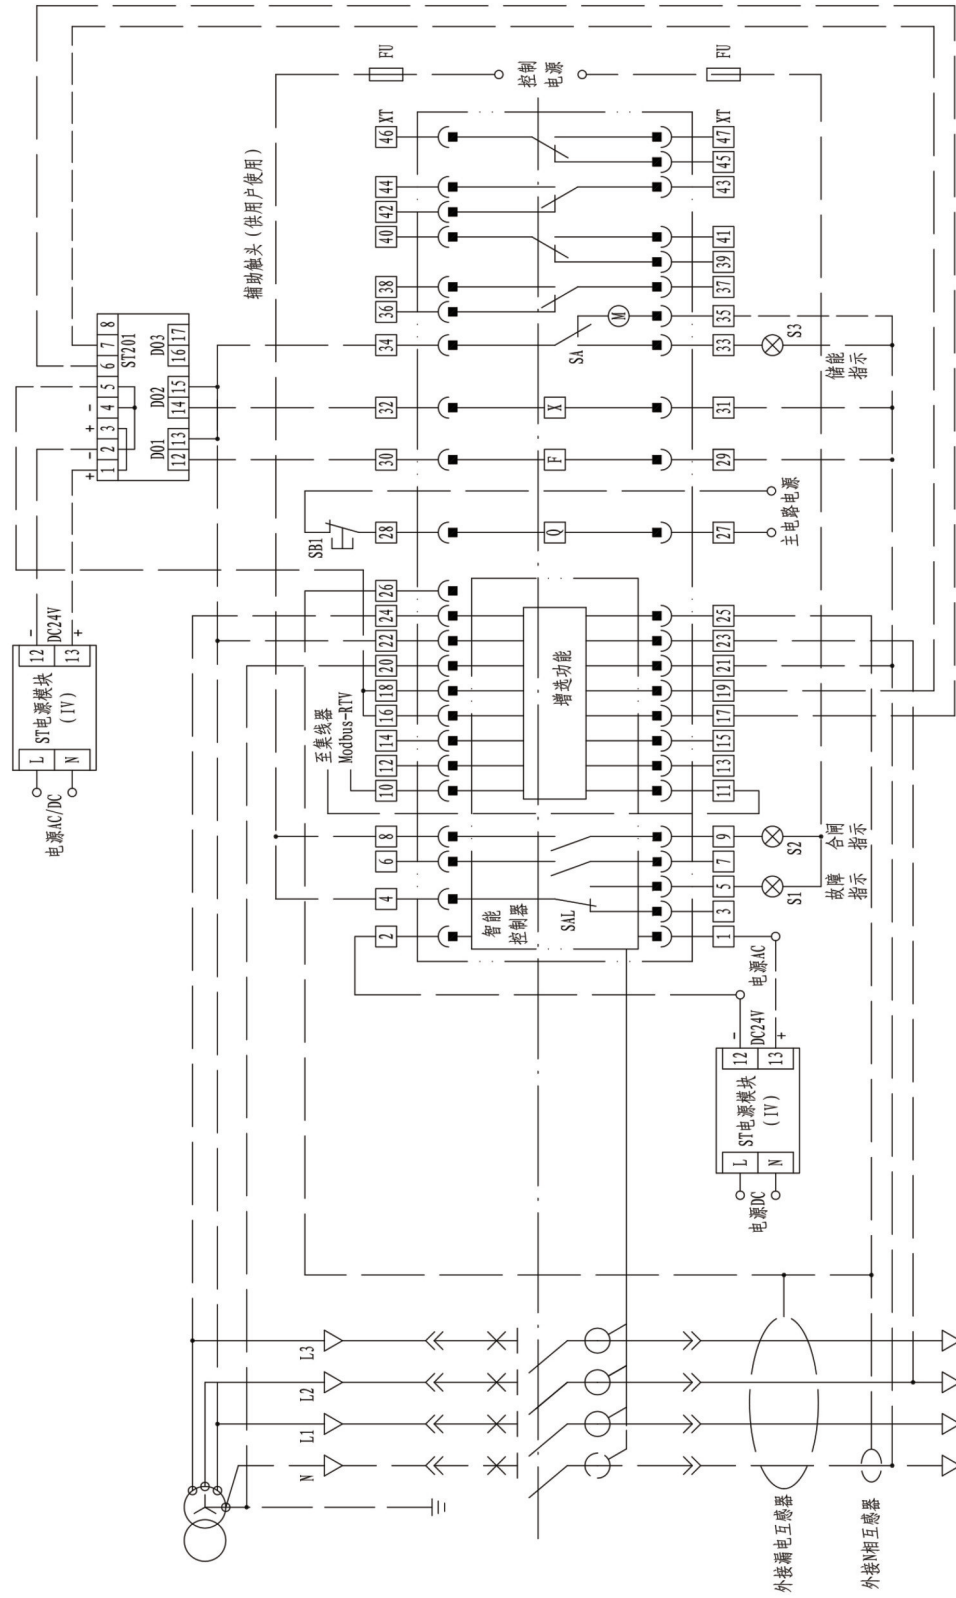 电源AC/DC
L
N
ST电源模块
(IV)
12
13
-
DC24V
+
+ - + -
1 2 3 4 5 6 7 8
ST201
DO1 DO2 DO3
12 13 14 15 16 17
辅助触头（供用户使用）
N L1 L2 L3
至集线器
Modbus-RTV
SB1
2 4 6 8 10 12 14 16 18 20 22 24 26 28 30 32 34 36 38 40 42 44 46 XT
FU
智能
控制器
SAL
增选功能
Q F X
SA
M
控制
电源
1 3 5 7 9 11 13 15 17 19 21 23 25 27 29 31 33 35 37 39 41 43 45 47 XT
FU
电源DC
L
N
ST电源模块
(IV)
12
13
-
DC24V
+
电源AC
S1
S2
S3
故障
指示
合闸
指示
主电路电源
储能
指示
外接漏电互感器
外接N相互感器